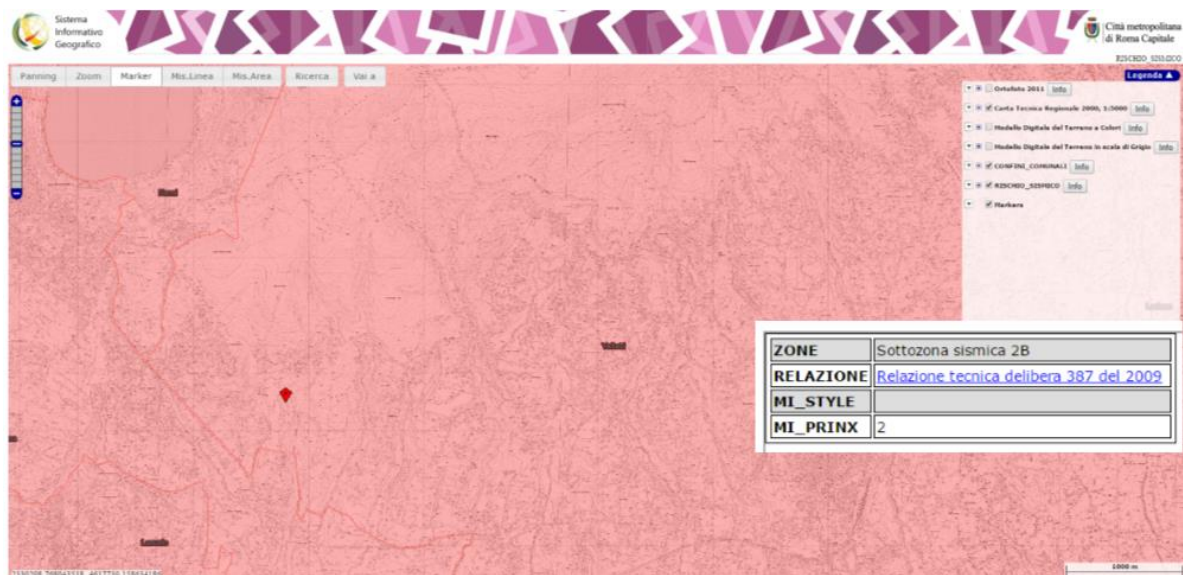 Sistema
Informativo
Geografico
Città metropolitana
di Roma Capitale
RISCHIO_SISMICO
Panning Zoom Marker Mis.Linea Mis.Area Ricerca Vai a
Legenda ▲
Ortofoto 2011 Info
Carta Tecnica Regionale 2000, 1:5000 Info
Modello Digitale del Terreno a Colori Info
Modello Digitale del Terreno in scala di Grigio Info
CONFINI_COMUNALI Info
RISCHIO_SISMICO Info
Markers
Nemi
Velletri
ZONE Sottozona sismica 2B
RELAZIONE Relazione tecnica delibera 387 del 2009
MI_STYLE
MI_PRINX 2
Lanuvio
1000 m